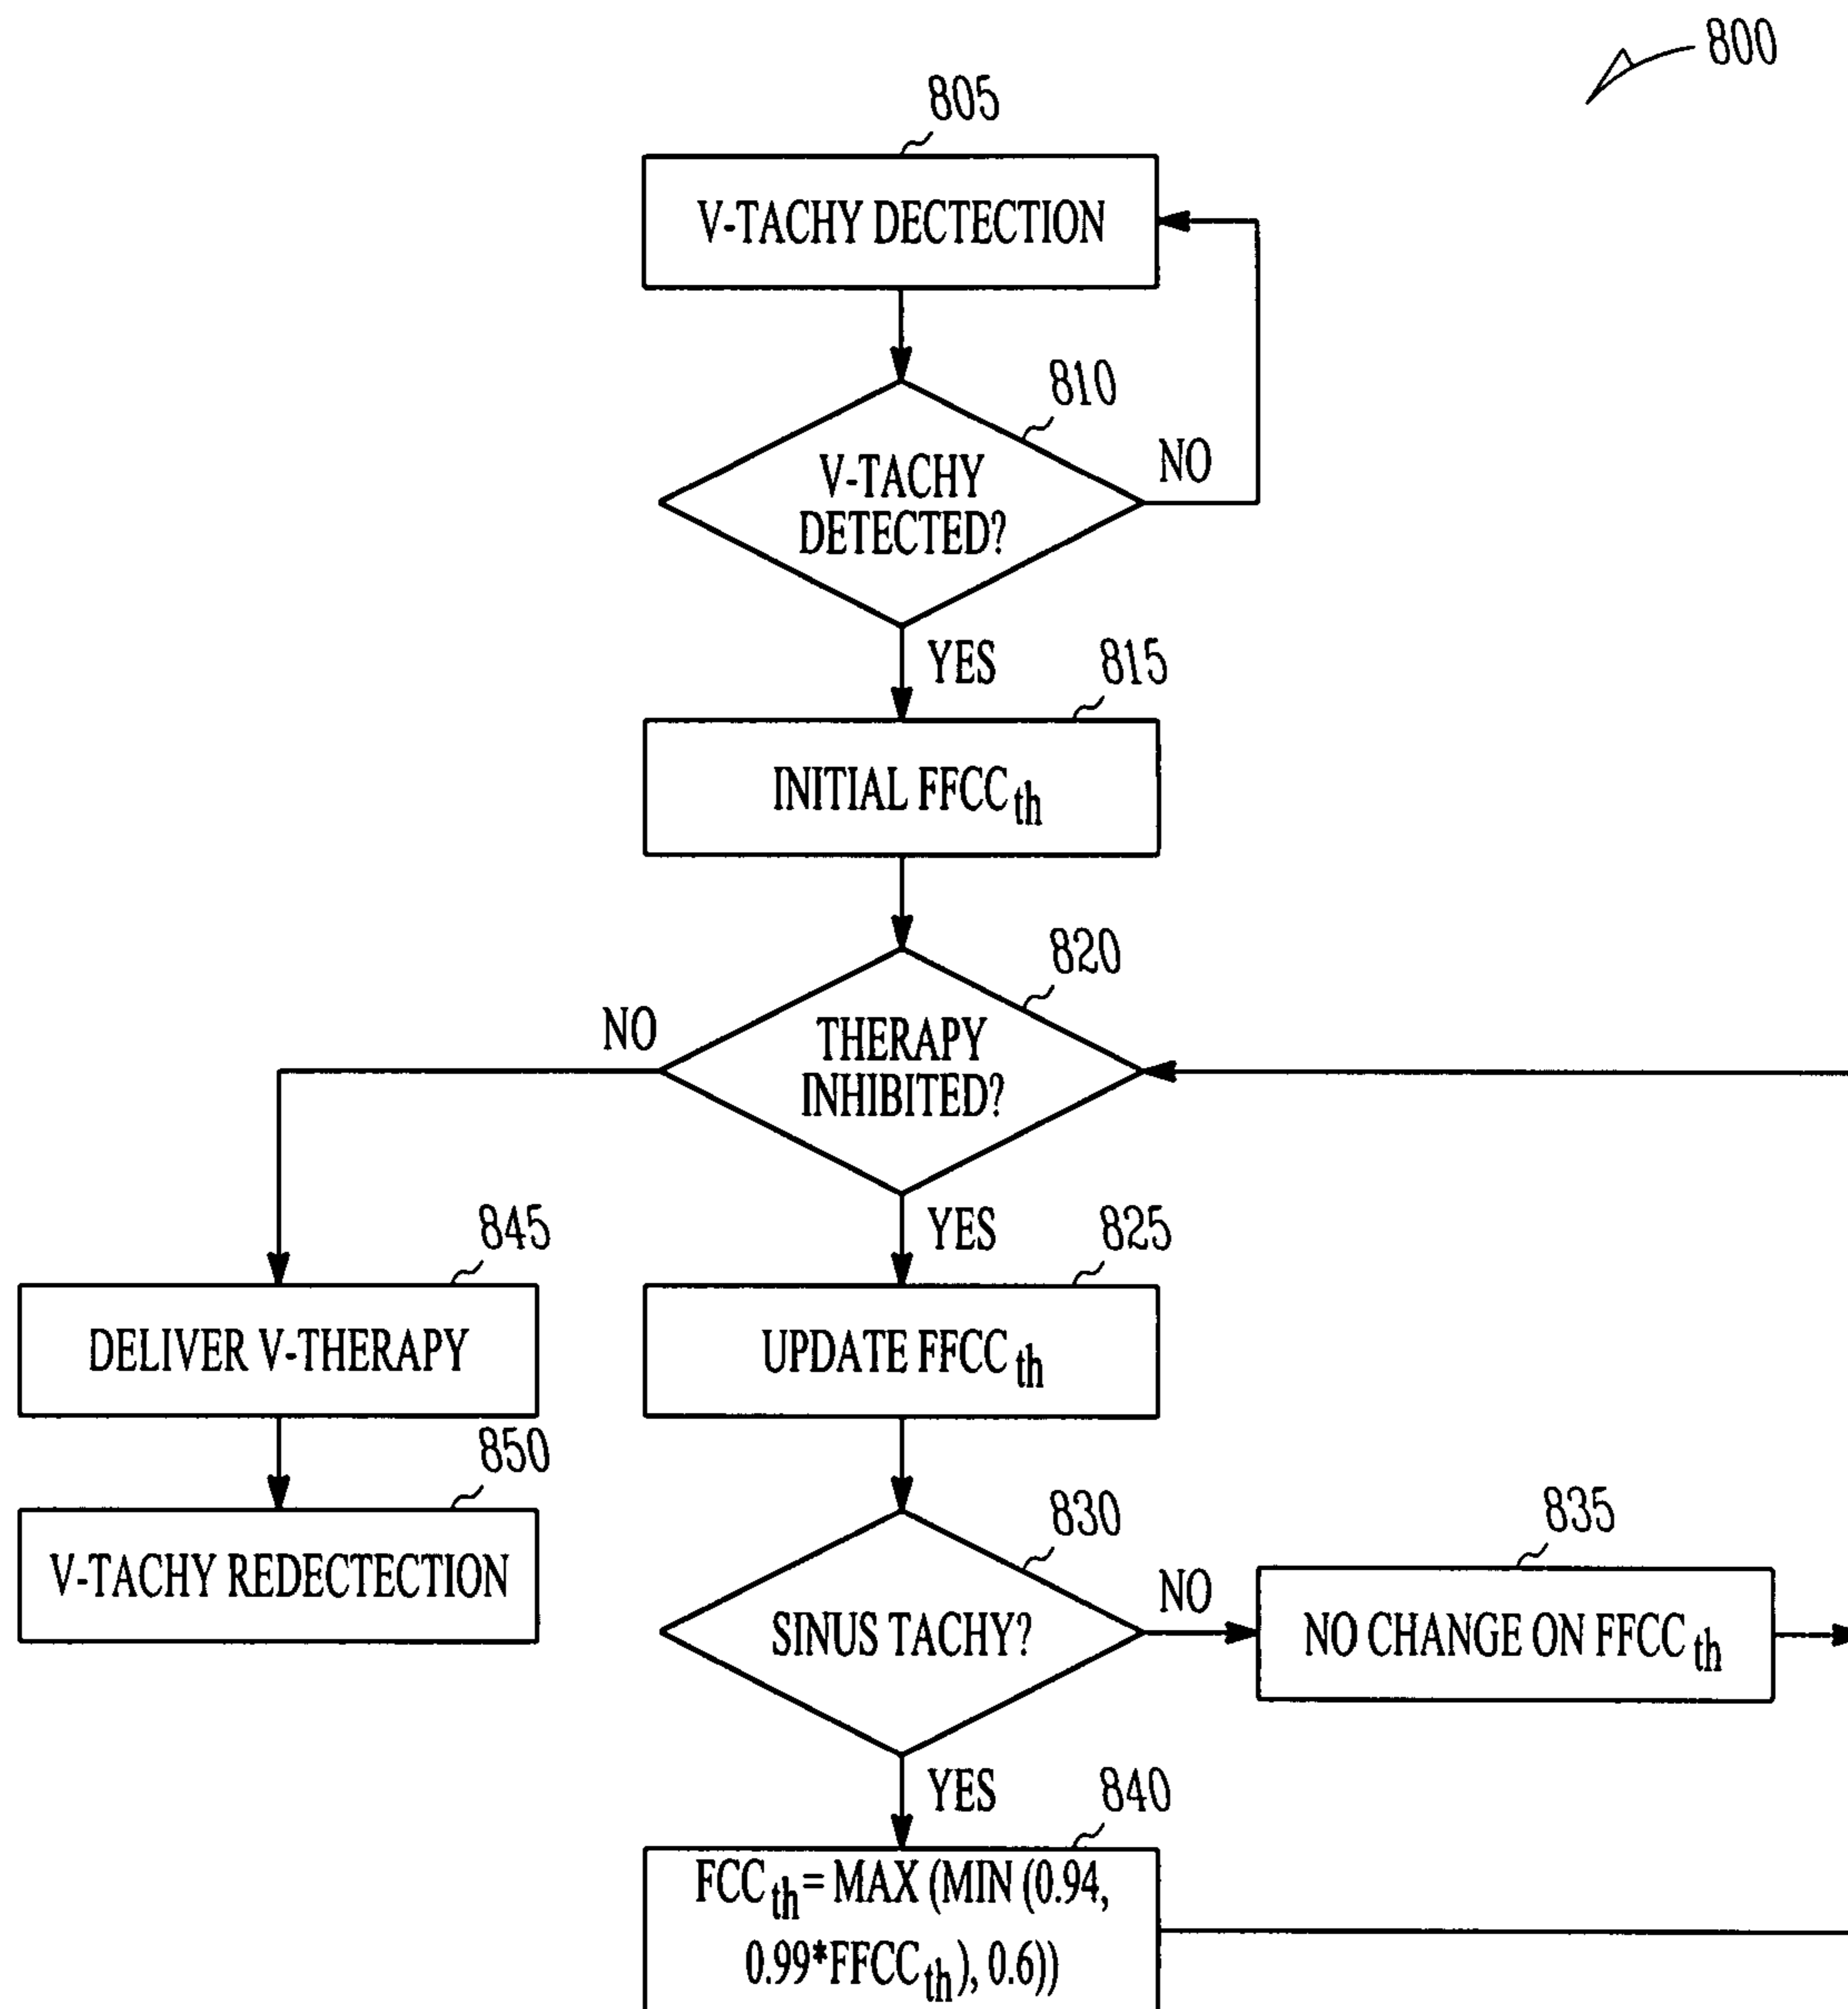 800
805
V-TACHY DECTECTION
810
V-TACHY
DETECTED?
NO
YES
815
INITIAL FFCC th
820
THERAPY
INHIBITED?
NO
YES
845
DELIVER V-THERAPY
825
UPDATE FFCC th
850
V-TACHY REDECTECTION
830
SINUS TACHY?
NO
835
NO CHANGE ON FFCC th
YES
840
FCC th = MAX (MIN (0.94,
0.99*FFCC th), 0.6))